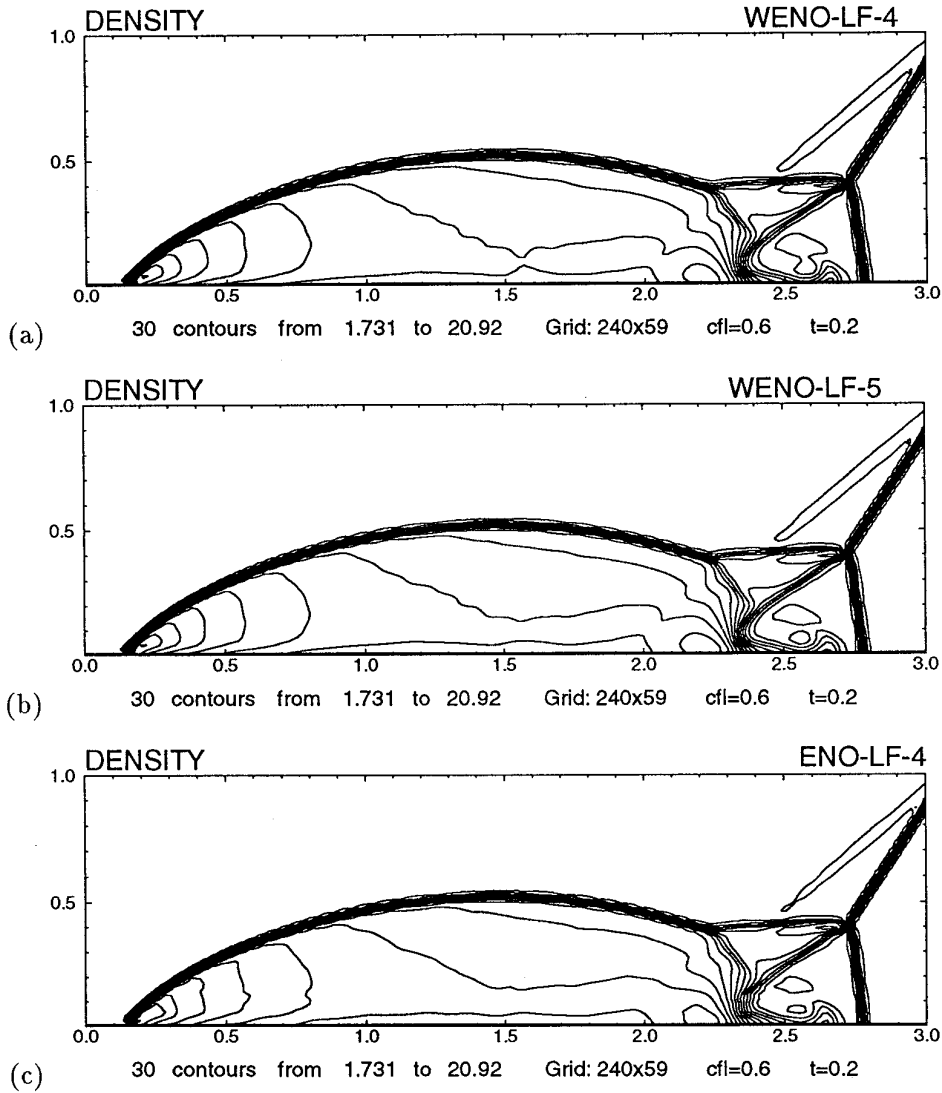 DENSITY WENO-LF-4
1.0
0.5
0.0 0.5 1.0 1.5 2.0 2.5 3.0
(a) 30 contours from 1.731 to 20.92 Grid: 240x59 cfl=0.6 t=0.2
DENSITY WENO-LF-5
1.0
0.5
0.0 0.5 1.0 1.5 2.0 2.5 3.0
(b) 30 contours from 1.731 to 20.92 Grid: 240x59 cfl=0.6 t=0.2
DENSITY ENO-LF-4
1.0
0.5
0.0 0.5 1.0 1.5 2.0 2.5 3.0
(c) 30 contours from 1.731 to 20.92 Grid: 240x59 cfl=0.6 t=0.2